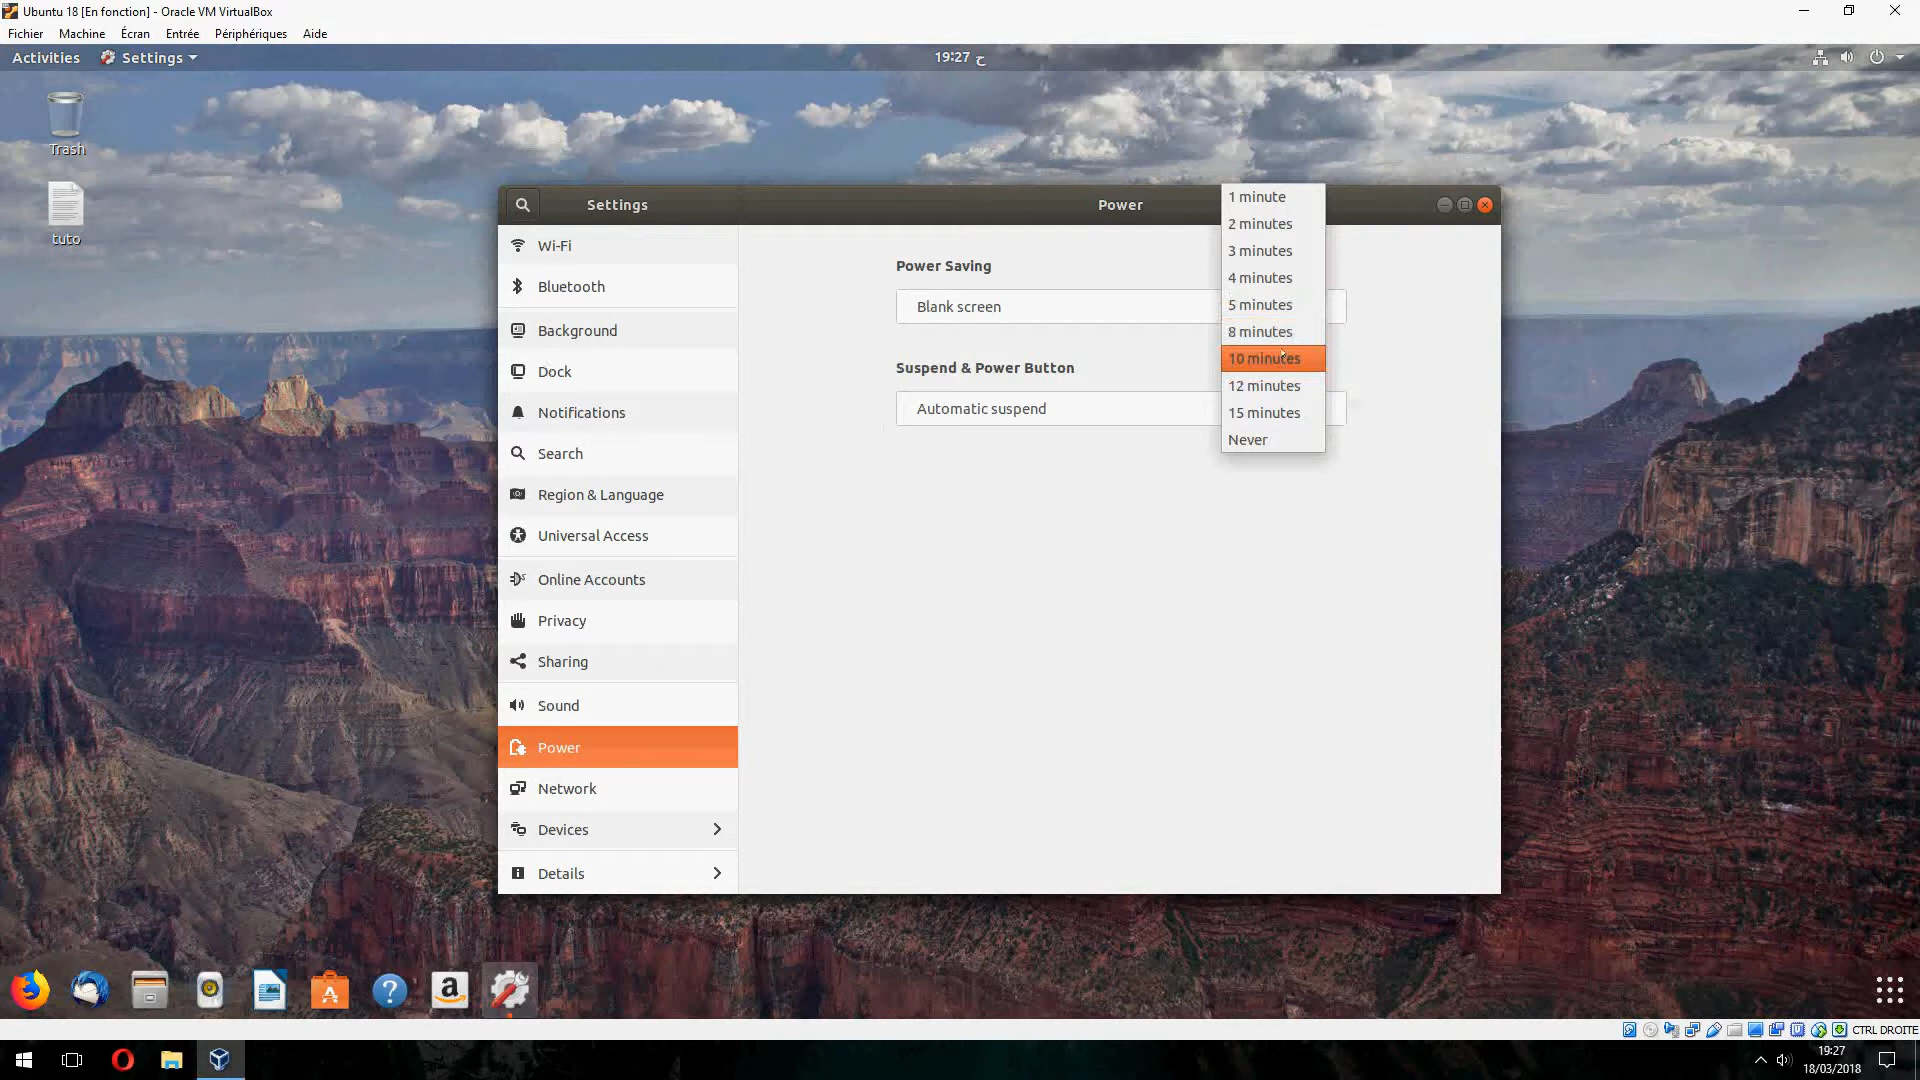 Ubuntu 18 [En fonction] - Oracle VM VirtualBox
Fichier Machine Écran Entrée Périphériques Aide
Activities Settings 19:27 ح
Trash
tuto
Settings Power
Wi-Fi
Bluetooth
Background
Dock
Notifications
Search
Region & Language
Universal Access
Online Accounts
Privacy
Sharing
Sound
Power
Network
Devices
Details
Power Saving
Blank screen
Suspend & Power Button
Automatic suspend
1 minute
2 minutes
3 minutes
4 minutes
5 minutes
8 minutes
10 minutes
12 minutes
15 minutes
Never
CTRL DROITE
19:27
18/03/2018